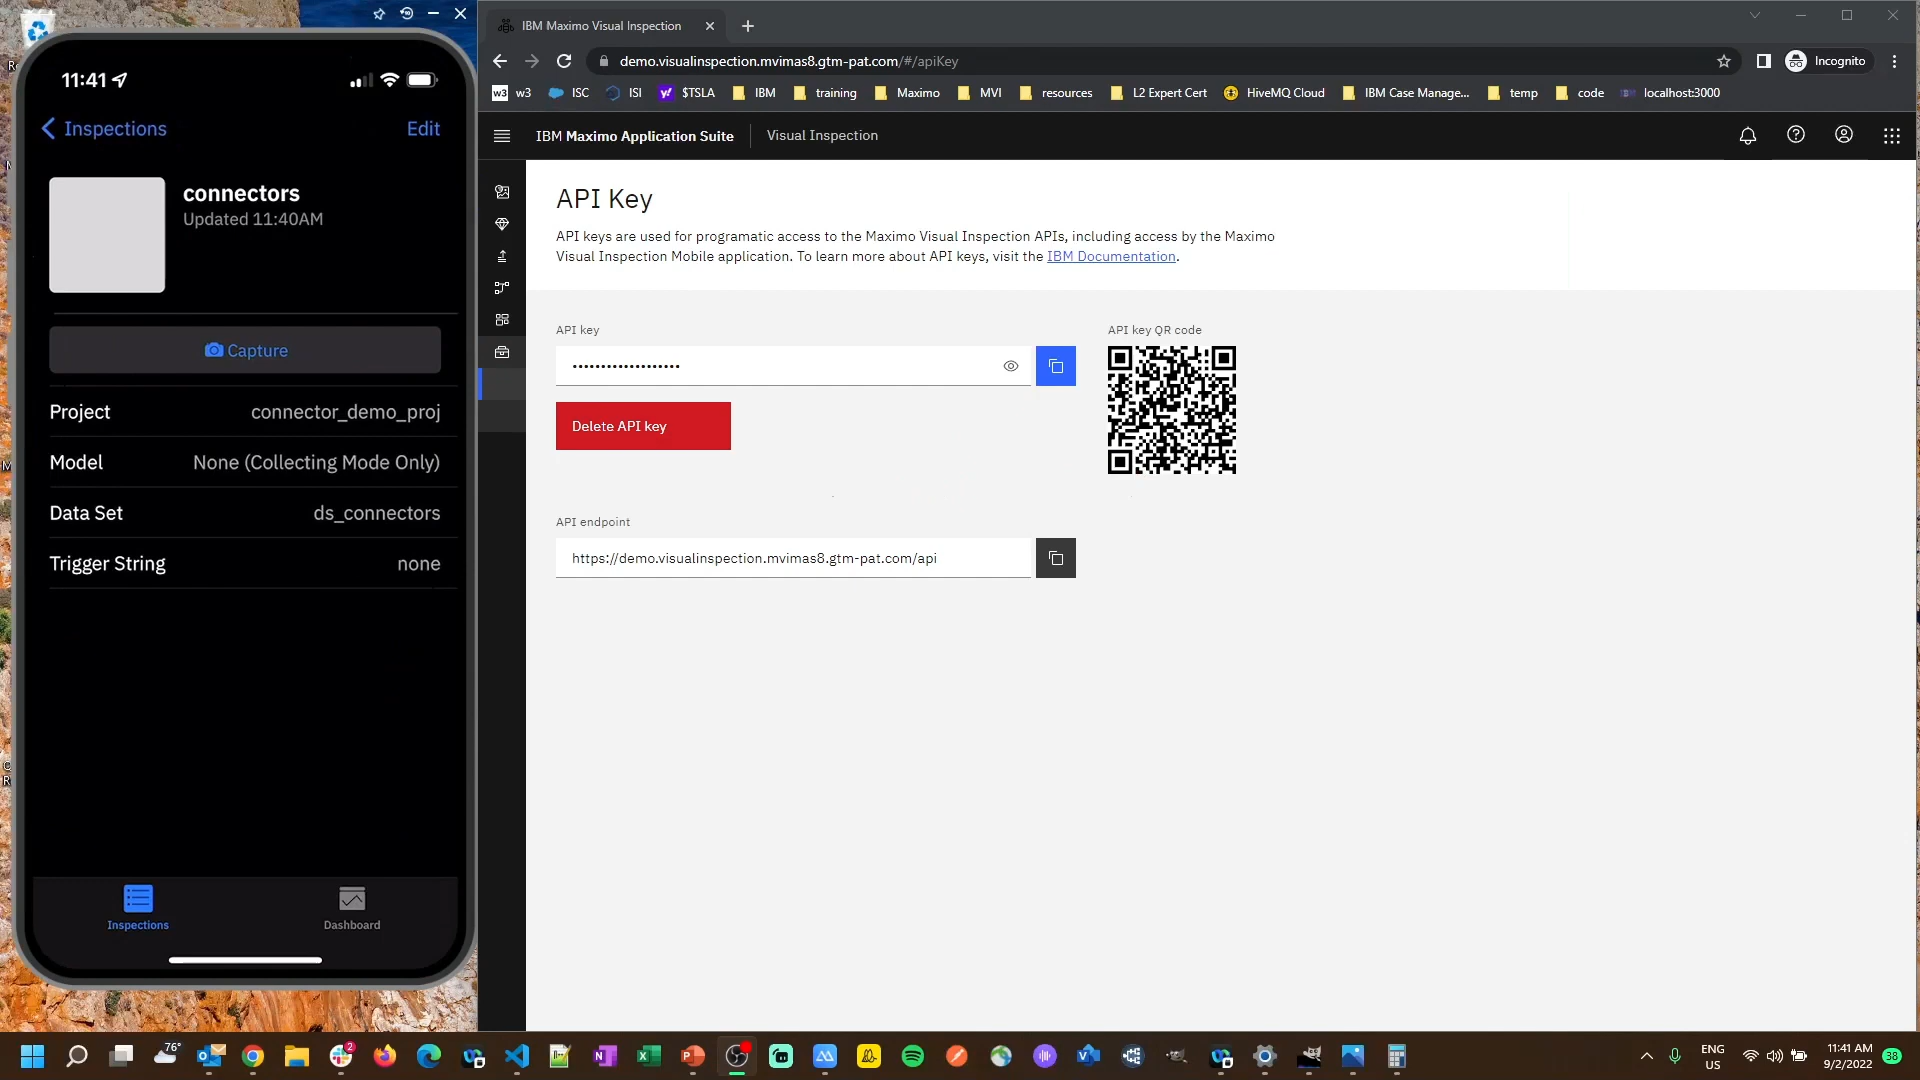 11:41
Inspections
Edit
connectors
Updated 11:40AM
Capture
Project connector_demo_proj
Model None (Collecting Mode Only)
Data Set ds_connectors
Trigger String none
Inspections
Dashboard
IBM Maximo Visual Inspection
demo.visualinspection.mvimas8.gtm-pat.com/#/apiKey
Incognito
w3 w3 ISC ISI $TSLA IBM training Maximo MVI resources L2 Expert Cert HiveMQ Cloud IBM Case Manage... temp code localhost:3000
IBM Maximo Application Suite
Visual Inspection
API Key
API keys are used for programatic access to the Maximo Visual Inspection APIs, including access by the Maximo
Visual Inspection Mobile application. To learn more about API keys, visit the IBM Documentation.
API key
•••••••••••••••••••
Delete API key
API key QR code
API endpoint
https://demo.visualinspection.mvimas8.gtm-pat.com/api
76°
2
ENG
US
11:41 AM
9/2/2022
38